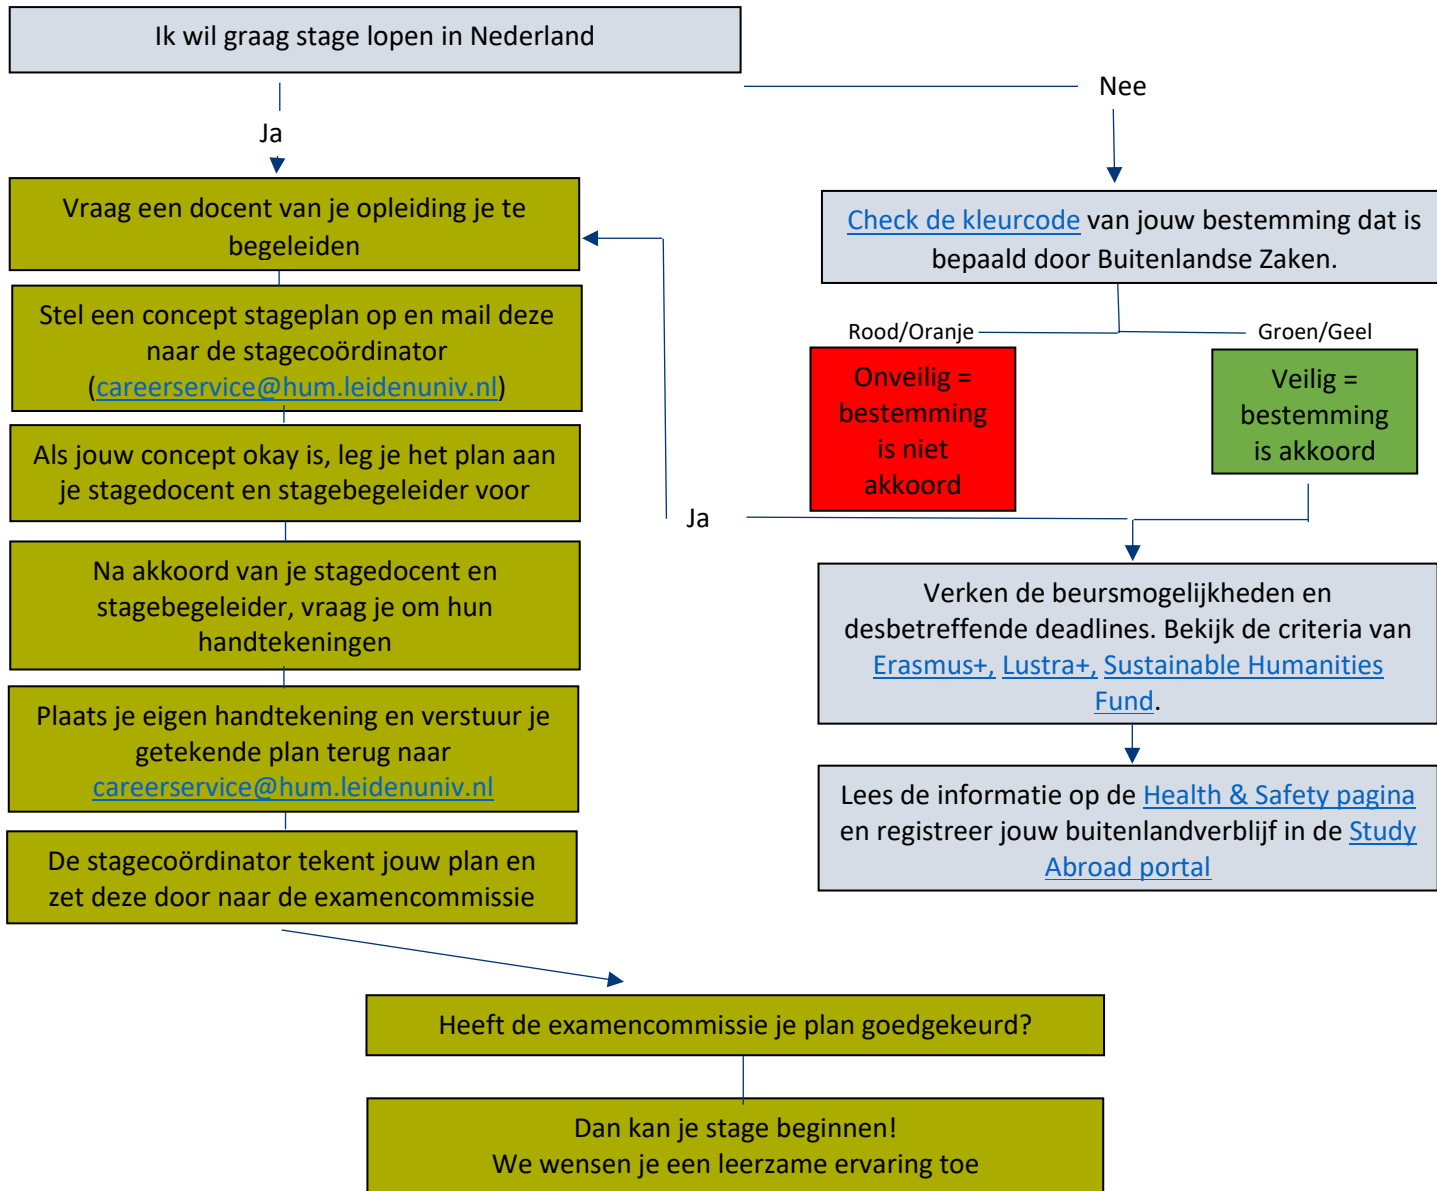 Ik wil graag stage lopen in Nederland
Nee
Ja
Vraag een docent van je opleiding je te
begeleiden
Stel een concept stageplan op en mail deze
naar de stagecoördinator
(careerservice@hum.leidenuniv.nl)
Als jouw concept okay is, leg je het plan aan
je stagedocent en stagebegeleider voor
Na akkoord van je stagedocent en
stagebegeleider, vraag je om hun
handtekeningen
Plaats je eigen handtekening en verstuur je
getekende plan terug naar
careerservice@hum.leidenuniv.nl
De stagecoördinator tekent jouw plan en
zet deze door naar de examencommissie
Check de kleurcode van jouw bestemming dat is
bepaald door Buitenlandse Zaken.
Rood/Oranje
Groen/Geel
Onveilig =
bestemming
is niet
akkoord
Veilig =
bestemming
is akkoord
Ja
Verken de beursmogelijkheden en
desbetreffende deadlines. Bekijk de criteria van
Erasmus+, Lustra+, Sustainable Humanities
Fund.
Lees de informatie op de Health & Safety pagina
en registreer jouw buitenlandverblijf in de Study
Abroad portal
Heeft de examencommissie je plan goedgekeurd?
Dan kan je stage beginnen!
We wensen je een leerzame ervaring toe